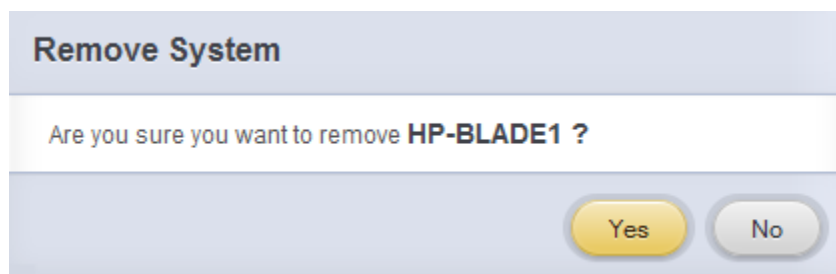 Remove System
Are you sure you want to remove HP-BLADE1 ?
Yes No